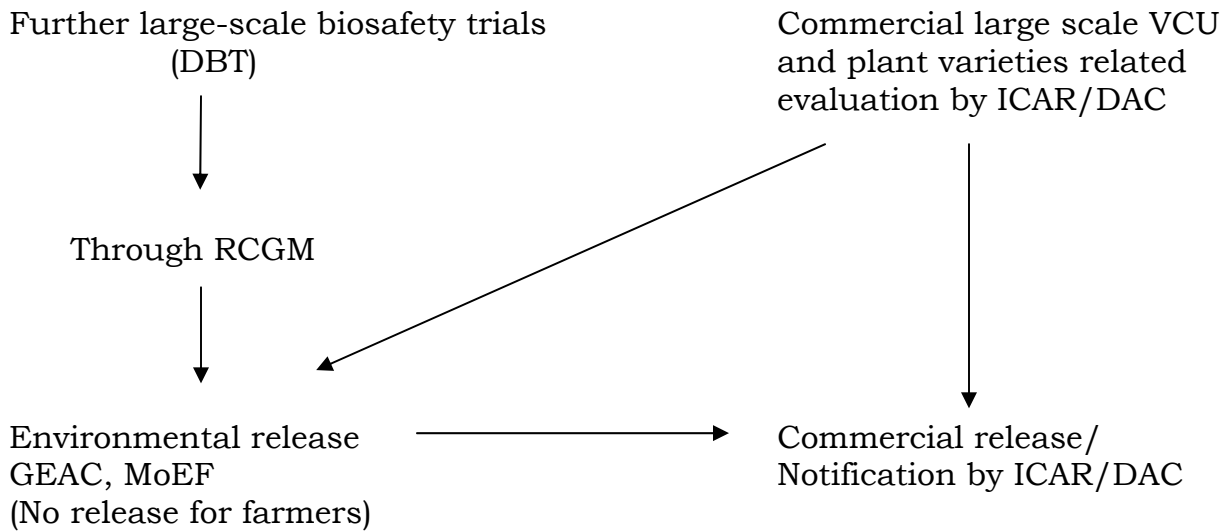 Further large-scale biosafety trials
(DBT)
Commercial large scale VCU
and plant varieties related
evaluation by ICAR/DAC
Through RCGM
Environmental release
GEAC, MoEF
(No release for farmers)
Commercial release/
Notification by ICAR/DAC